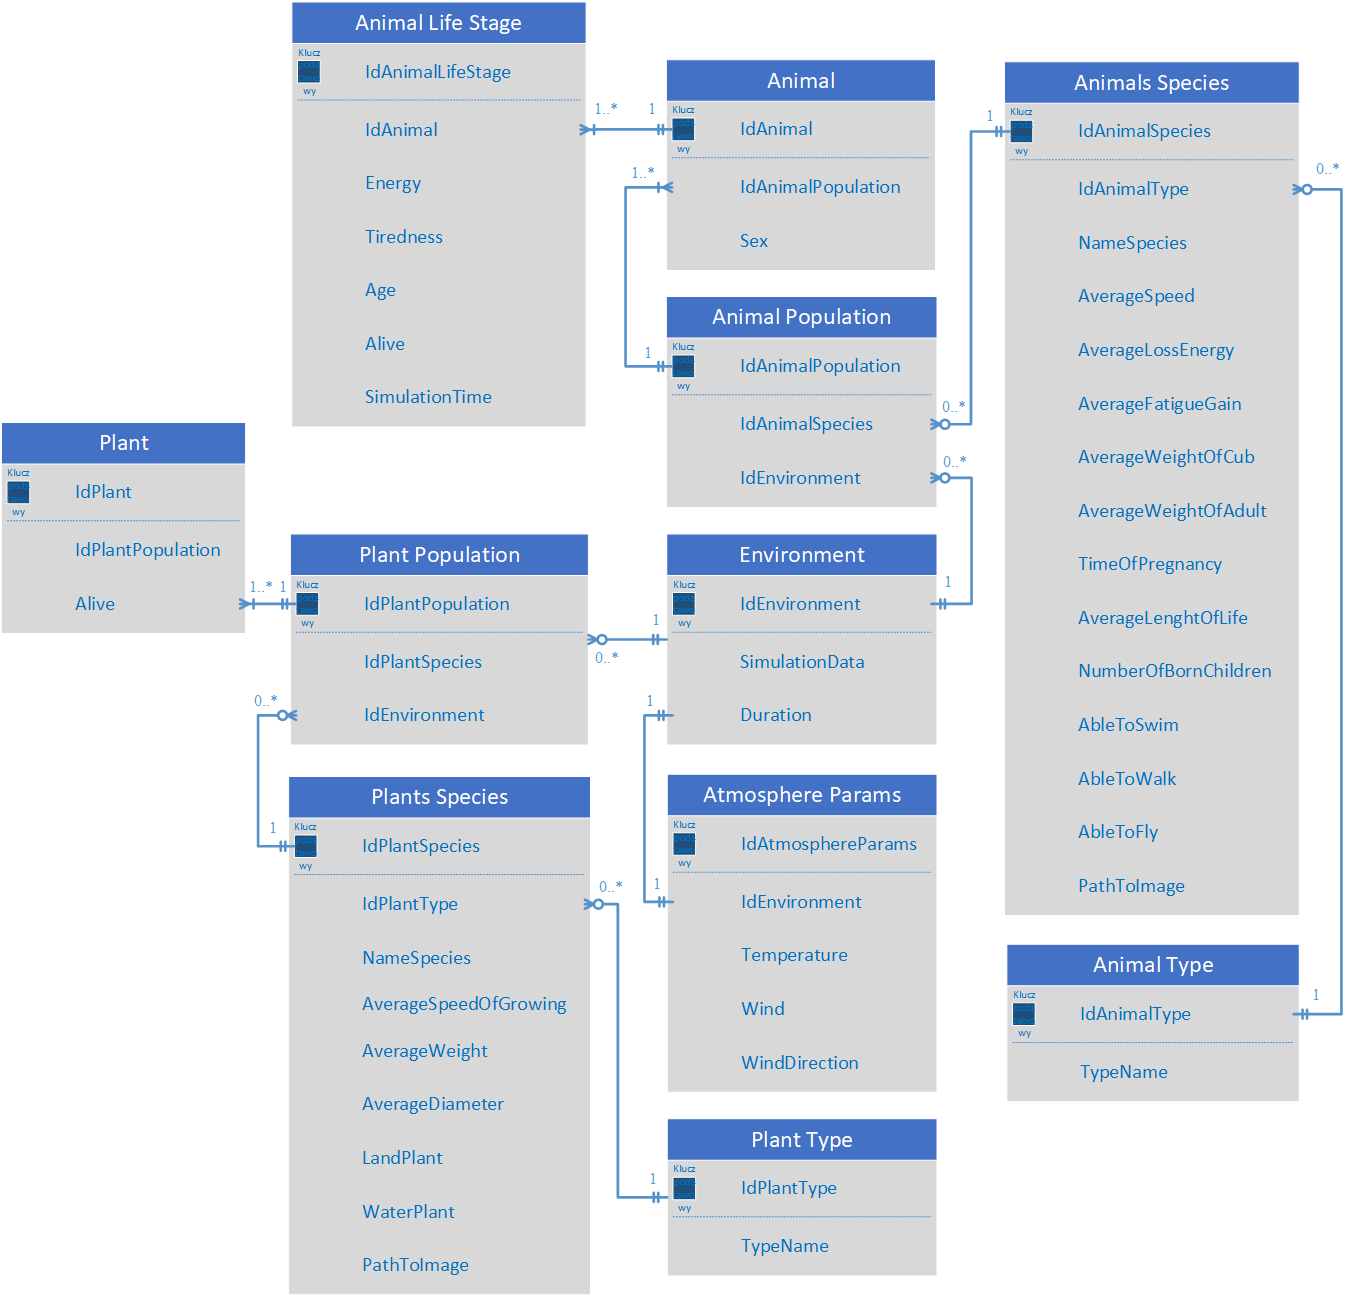 Animal Life Stage
Klucz
wy
IdAnimalLifeStage
IdAnimal
Energy
Tiredness
Age
Alive
SimulationTime
1..*
1
Animal
Klucz
wy
IdAnimal
IdAnimalPopulation
Sex
1..*
1
Animal Population
Klucz
wy
IdAnimalPopulation
IdAnimalSpecies
IdEnvironment
0..*
0..*
1
1
Animals Species
Klucz
wy
IdAnimalSpecies
IdAnimalType
NameSpecies
AverageSpeed
AverageLossEnergy
AverageFatigueGain
AverageWeightOfCub
AverageWeightOfAdult
TimeOfPregnancy
AverageLenghtOfLife
NumberOfBornChildren
AbleToSwim
AbleToWalk
AbleToFly
PathToImage
0..*
1
Animal Type
Klucz
wy
IdAnimalType
TypeName
Plant
Klucz
wy
IdPlant
IdPlantPopulation
Alive
1..*
1
Plant Population
Klucz
wy
IdPlantPopulation
IdPlantSpecies
IdEnvironment
0..*
1
1
0..*
Environment
Klucz
wy
IdEnvironment
SimulationData
Duration
1
1
Plants Species
Klucz
wy
IdPlantSpecies
IdPlantType
NameSpecies
AverageSpeedOfGrowing
AverageWeight
AverageDiameter
LandPlant
WaterPlant
PathToImage
0..*
1
Atmosphere Params
Klucz
wy
IdAtmosphereParams
IdEnvironment
Temperature
Wind
WindDirection
Plant Type
Klucz
wy
IdPlantType
TypeName